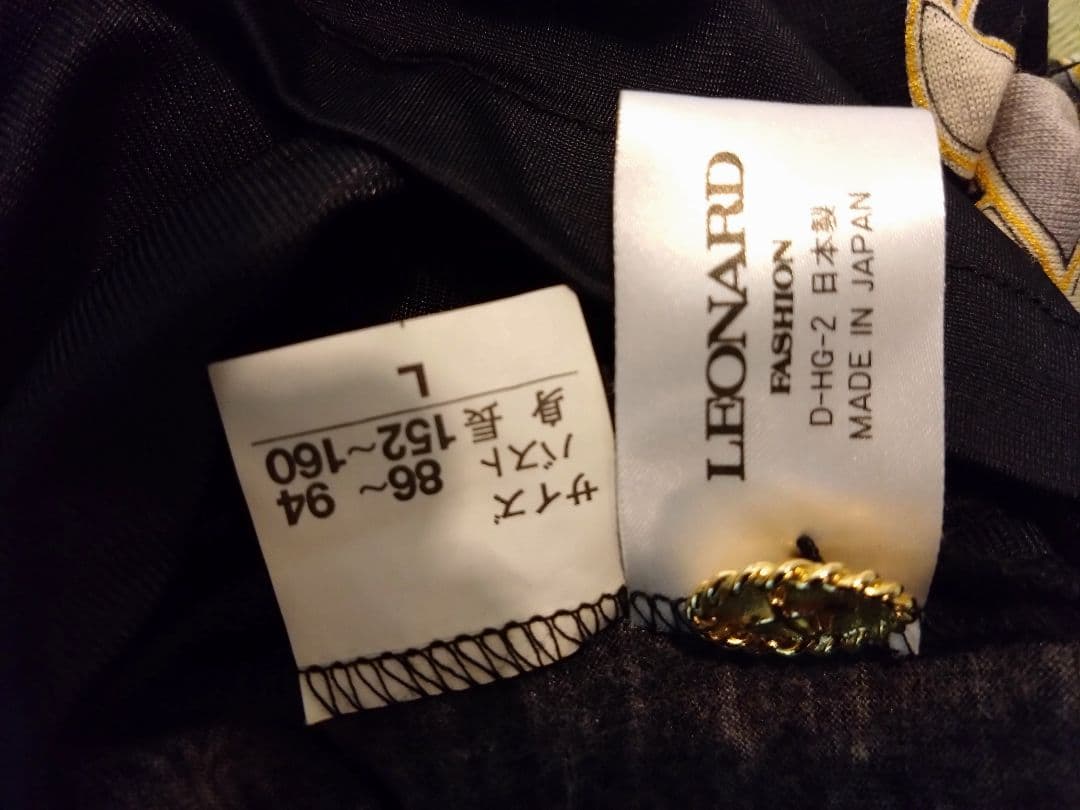 LEONARD
FASHION
D-HG-2 日本製
MADE IN JAPAN
サイズ
バスト 86~ 94
身 長 152~160
L